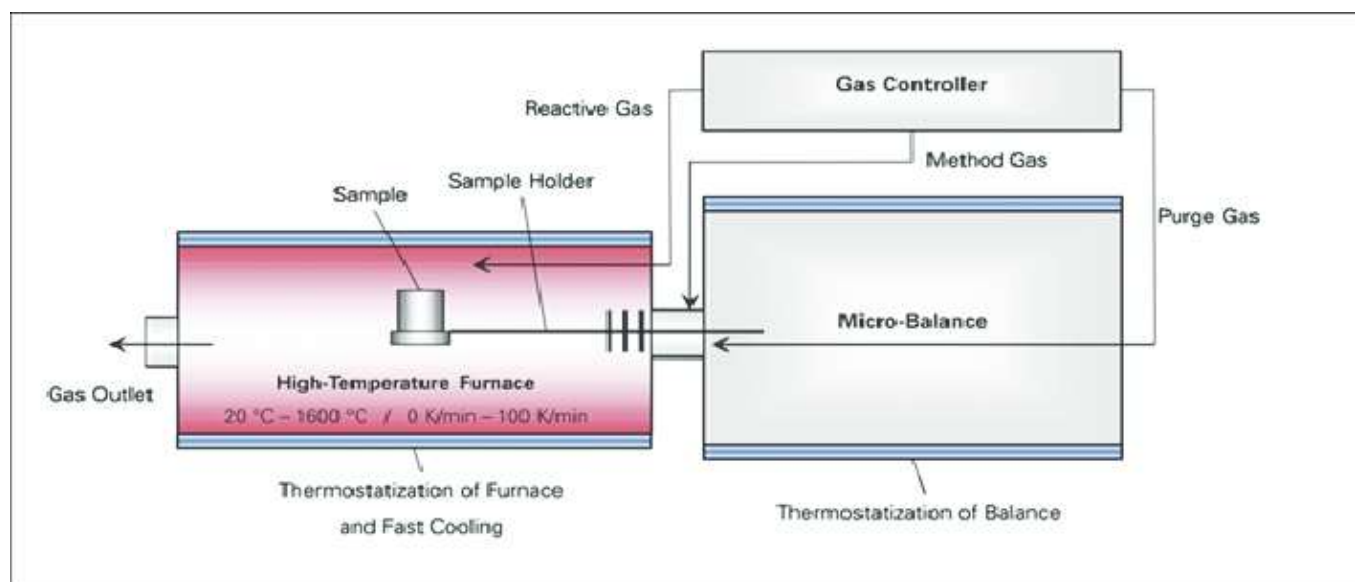 Gas Controller
Reactive Gas
Method Gas
Sample Holder
Sample
Purge Gas
Micro-Balance
High-Temperature Furnace
20 °C – 1600 °C / 0 K/min – 100 K/min
Gas Outlet
Thermostatization of Furnace
and Fast Cooling
Thermostatization of Balance